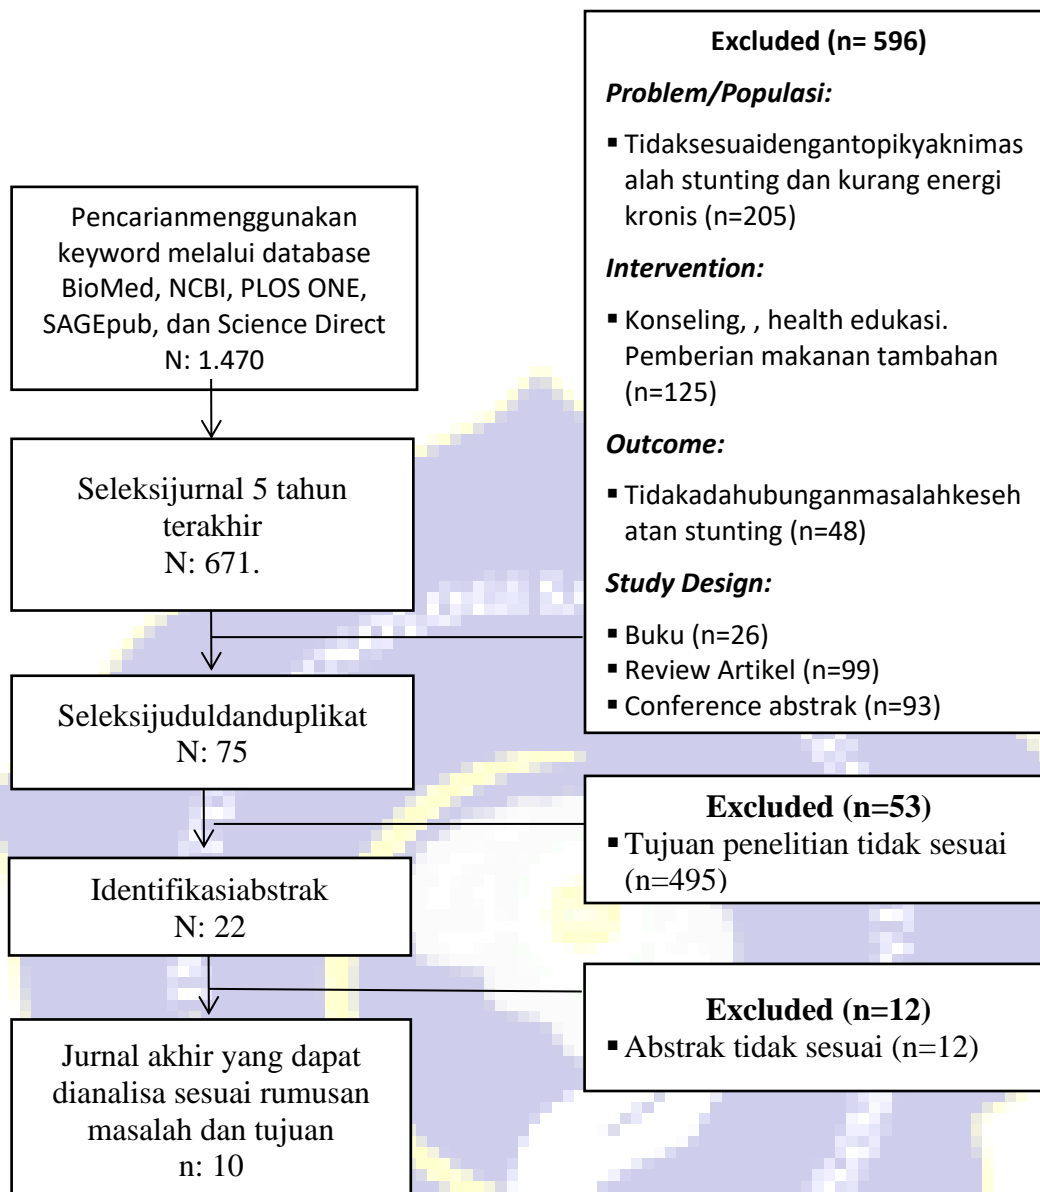 Pencarianmenggunakan
keyword melalui database
BioMed, NCBI, PLOS ONE,
SAGEpub, dan Science Direct
N: 1.470
Seleksijurnal 5 tahun
terakhir
N: 671.
Excluded (n= 596)
Problem/Populasi:
▪ Tidaksesuaidengantopikyaknimas
alah stunting dan kurang energi
kronis (n=205)
Intervention:
▪ Konseling, , health edukasi.
Pemberian makanan tambahan
(n=125)
Outcome:
▪ Tidakadahubunganmasalahkeseh
atan stunting (n=48)
Study Design:
▪ Buku (n=26)
▪ Review Artikel (n=99)
▪ Conference abstrak (n=93)
Seleksijuduldanduplikat
N: 75
Excluded (n=53)
▪ Tujuan penelitian tidak sesuai
(n=495)
Identifikasiabstrak
N: 22
Excluded (n=12)
▪ Abstrak tidak sesuai (n=12)
Jurnal akhir yang dapat
dianalisa sesuai rumusan
masalah dan tujuan
n: 10